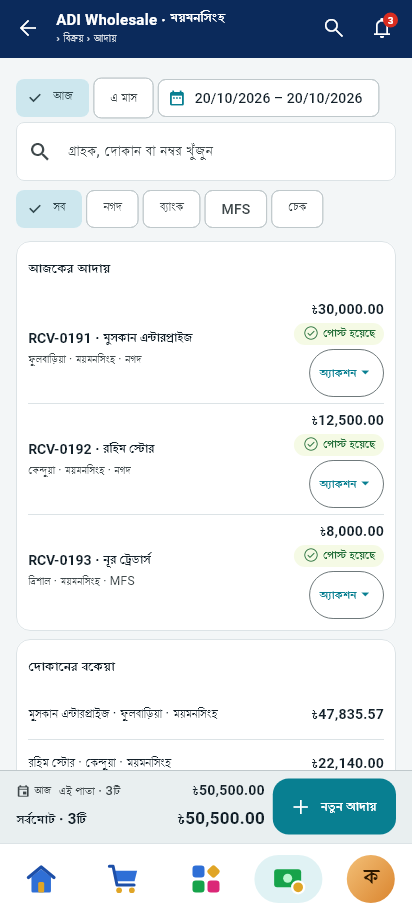 ADI Wholesale · ময়মনসিংহ
› বিক্রয় › আদায়
3
আজ
এ মাস
20/10/2026 – 20/10/2026
গ্রাহক, দোকান বা নম্বর খুঁজুন
সব
নগদ
ব্যাংক
MFS
চেক
আজকের আদায়
৳30,000.00
RCV-0191 · মুসকান এন্টারপ্রাইজ
পোস্ট হয়েছে
ফুলবাড়িয়া · ময়মনসিংহ · নগদ
অ্যাকশন
৳12,500.00
RCV-0192 · রহিম স্টোর
পোস্ট হয়েছে
কেন্দুয়া · ময়মনসিংহ · নগদ
অ্যাকশন
৳8,000.00
RCV-0193 · নূর ট্রেডার্স
পোস্ট হয়েছে
ত্রিশাল · ময়মনসিংহ · MFS
অ্যাকশন
দোকানের বকেয়া
মুসকান এন্টারপ্রাইজ · ফুলবাড়িয়া · ময়মনসিংহ ৳47,835.57
রহিম স্টোর · কেন্দুয়া · ময়মনসিংহ ৳22,140.00
আজ এই পাতা · 3টি ৳50,500.00
সর্বমোট · 3টি ৳50,500.00
নতুন আদায়
ক